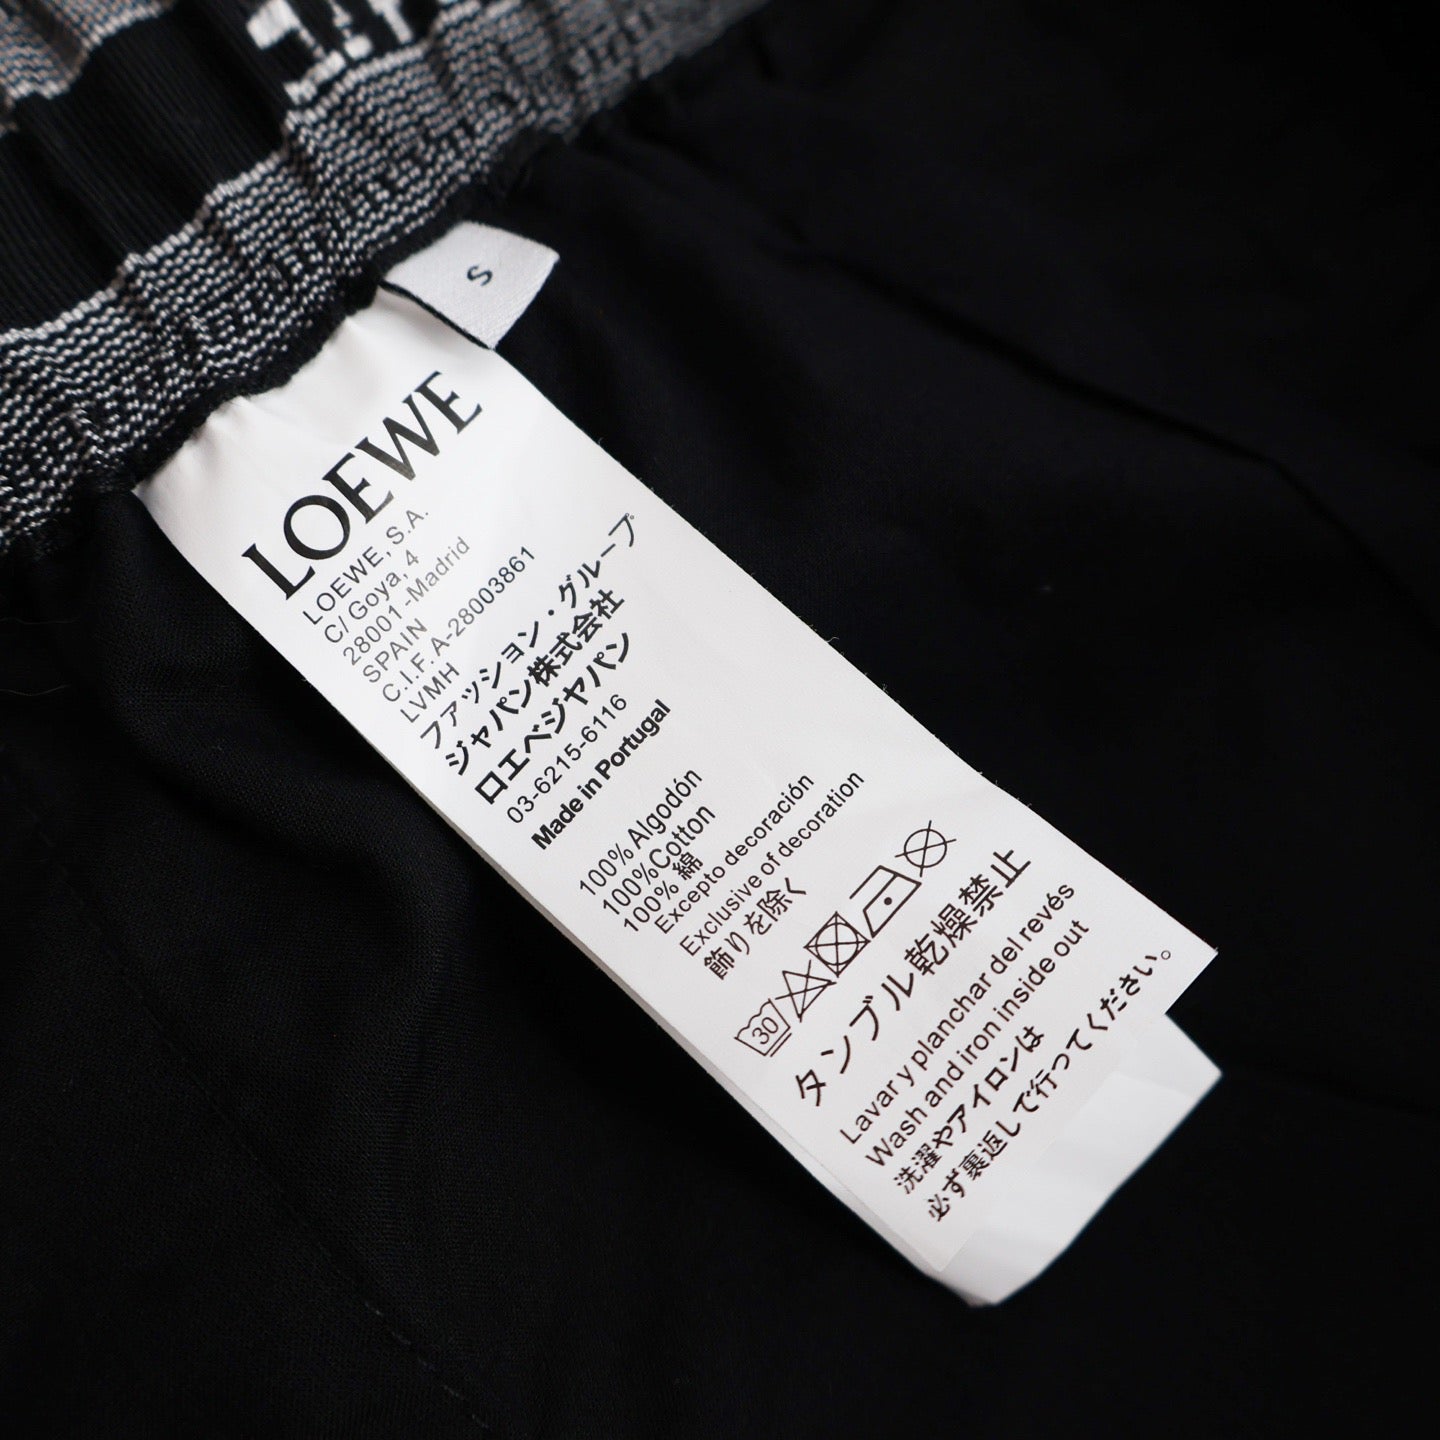 S
LOEWE
LOEWE, S.A.
C/ Goya, 4
28001 -Madrid
SPAIN
C.I.F. A-28003861
LVMH
ファッション・グループ
ジャパン株式会社
ロエベジャパン
03-6215-6116
Made in Portugal
100% Algodón
100%Cotton
100% 綿
Excepto decoración
Exclusive of decoration
飾りを除く
30
タンブル乾燥禁止
Lavar y planchar del revés
Wash and iron inside out
洗濯やアイロンは
必ず裏返しで行ってください。